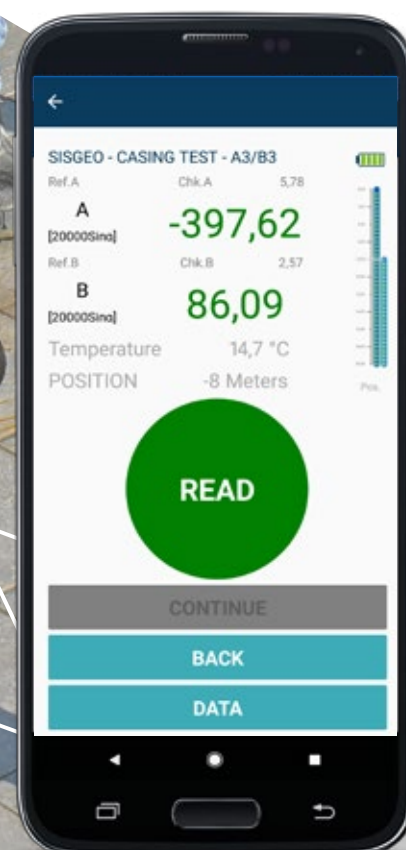 SISGEO - CASING TEST - A3/B3
Ref.A Chk.A 5,78
A -397,62
[20000Sinα]
Ref.B Chk.B 2,57
B 86,09
[20000Sinα]
Temperature 14,7 °C
POSITION -8 Meters
Pos.
READ
CONTINUE
BACK
DATA